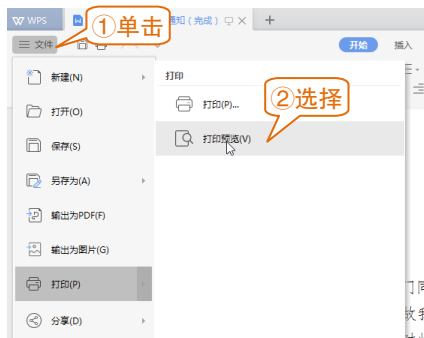 WPS
通知（完成）
①单击
文件
开始
插入
新建(N)
打开(O)
保存(S)
另存为(A)
输出为PDF(F)
输出为图片(G)
打印(P)
分享(D)
打印
打印(P)...
打印预览(V)
②选择